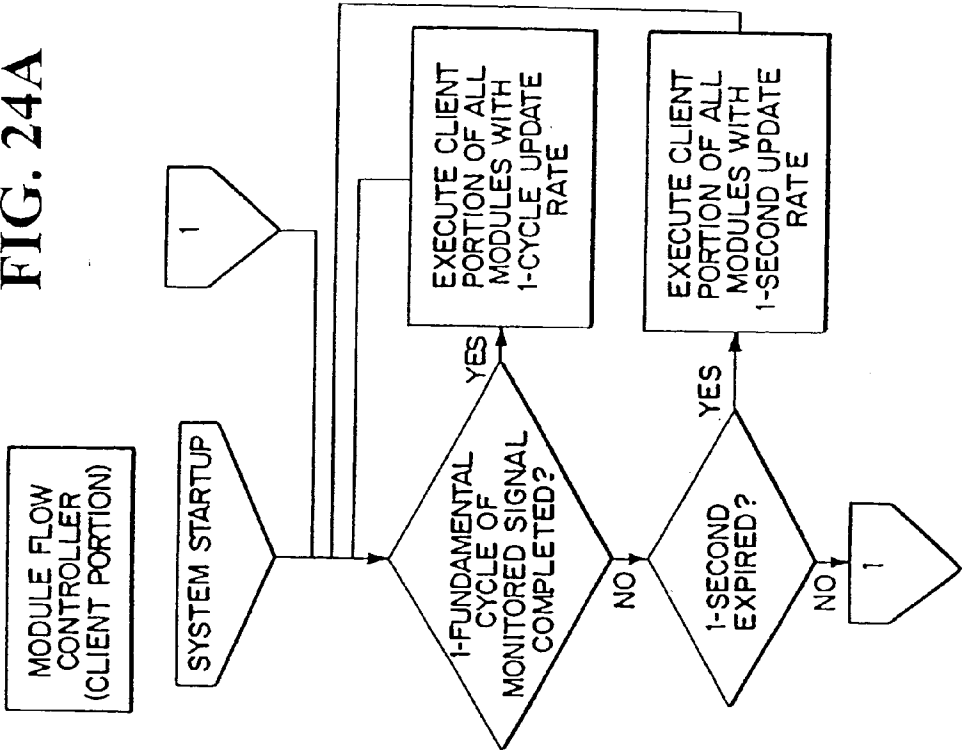 FIG. 24A
MODULE FLOW
CONTROLLER
(CLIENT PORTION)
SYSTEM STARTUP
1
1-FUNDAMENTAL
CYCLE OF
MONITORED SIGNAL
COMPLETED?
YES
EXECUTE CLIENT
PORTION OF ALL
MODULES WITH
1-CYCLE UPDATE
RATE
NO
1-SECOND
EXPIRED?
YES
EXECUTE CLIENT
PORTION OF ALL
MODULES WITH
1-SECOND UPDATE
RATE
NO
1